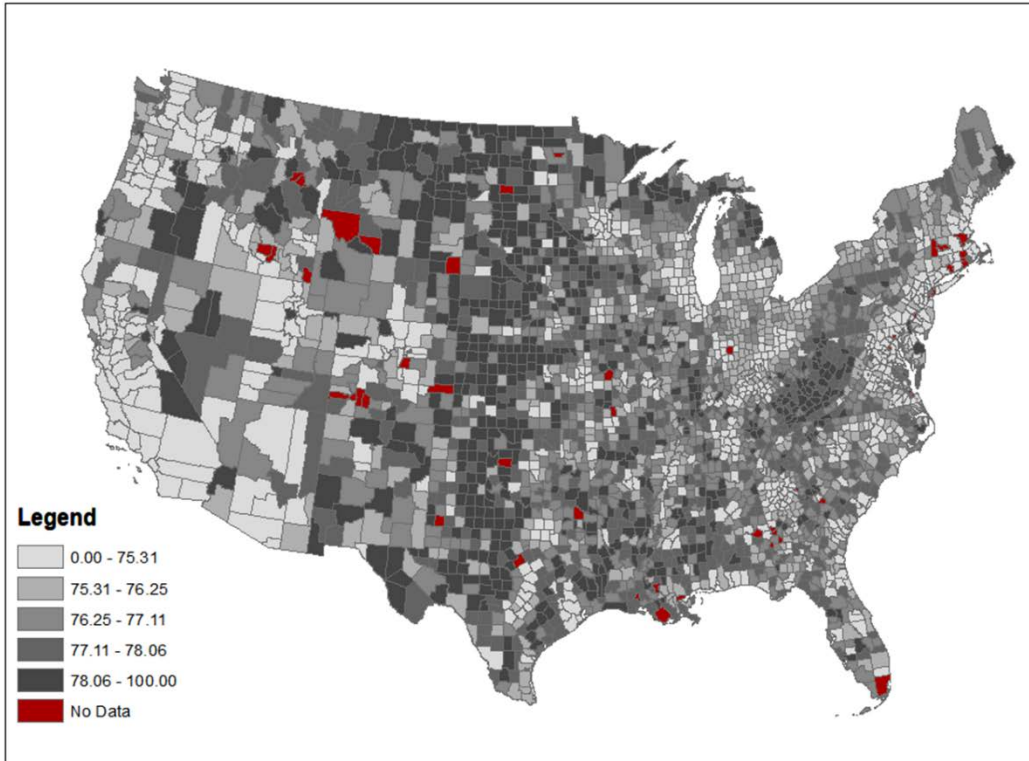 Legend
0.00 - 75.31
75.31 - 76.25
76.25 - 77.11
77.11 - 78.06
78.06 - 100.00
No Data